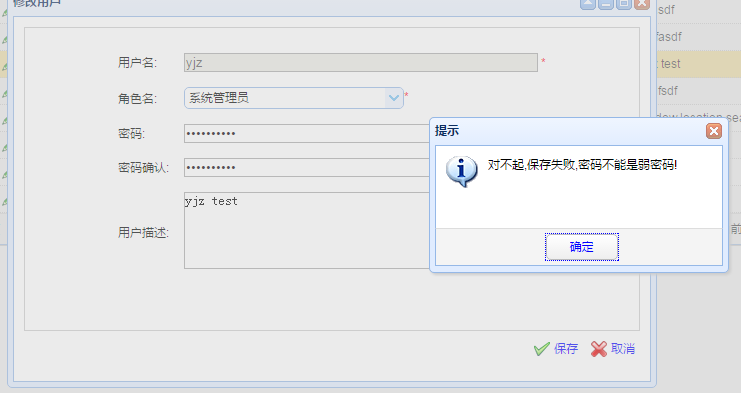 修改用户
sdf
fasdf
用户名:
yjz
*
test
角色名:
系统管理员
*
fsdf
提示
密码:
••••••••••
对不起,保存失败,密码不能是弱密码!
密码确认:
••••••••••
yjz test
用户描述:
前
确定
保存
取消